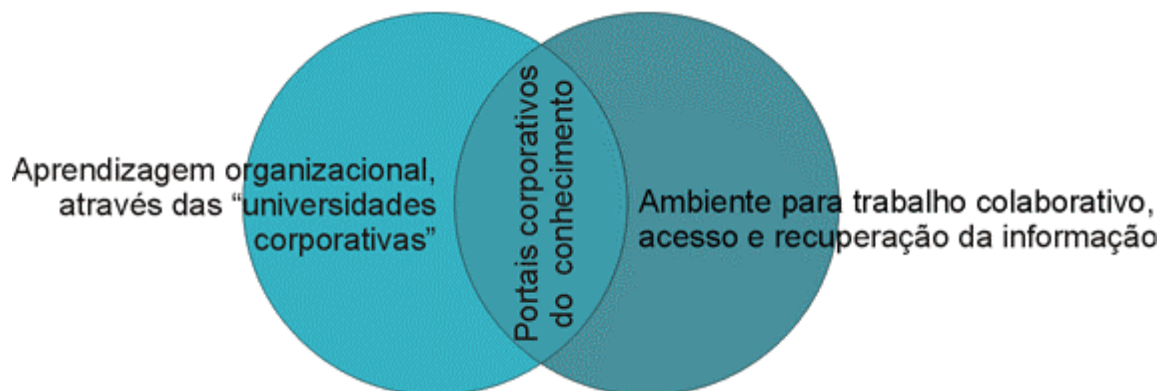 Aprendizagem organizacional,
através das “universidades
corporativas”
Portais corporativos
do conhecimento
Ambiente para trabalho colaborativo,
acesso e recuperação da informação